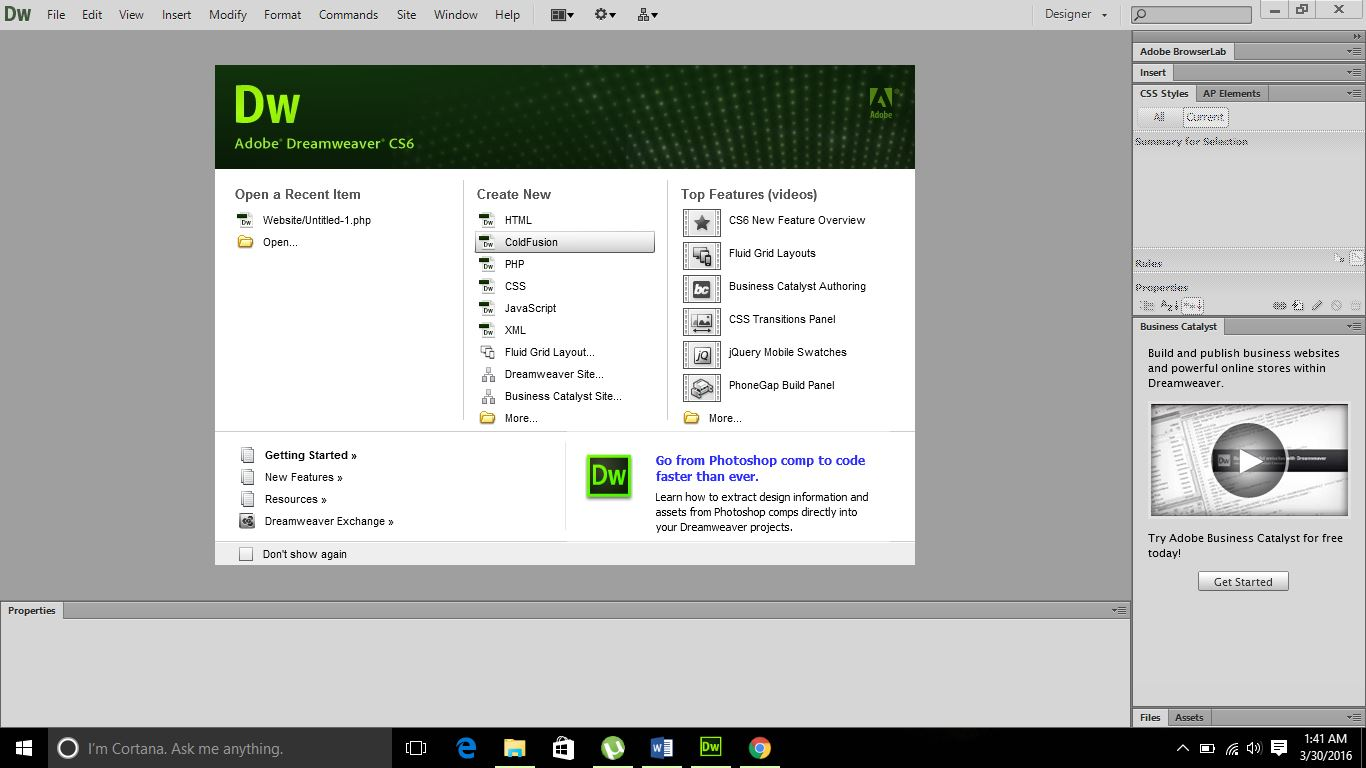 Dw File Edit View Insert Modify Format Commands Site Window Help Designer
Adobe BrowserLab
Insert
CSS Styles AP Elements
All Current
Summary for Selection
Rules
Properties
Dw
Adobe® Dreamweaver® CS6
Adobe
Open a Recent Item
Website/Untitled-1.php
Open...
Create New
HTML
ColdFusion
PHP
CSS
JavaScript
XML
Fluid Grid Layout...
Dreamweaver Site...
Business Catalyst Site...
More...
Top Features (videos)
CS6 New Feature Overview
Fluid Grid Layouts
bc
Business Catalyst Authoring
CSS Transitions Panel
jQ
jQuery Mobile Swatches
PhoneGap Build Panel
More...
Getting Started »
New Features »
Resources »
Dreamweaver Exchange »
Dw
Go from Photoshop comp to code
faster than ever.
Learn how to extract design information and
assets from Photoshop comps directly into
your Dreamweaver projects.
Don't show again
Business Catalyst
Build and publish business websites
and powerful online stores within
Dreamweaver.
Try Adobe Business Catalyst for free
today!
Get Started
Properties
Files Assets
I'm Cortana. Ask me anything.
Dw
1:41 AM
3/30/2016